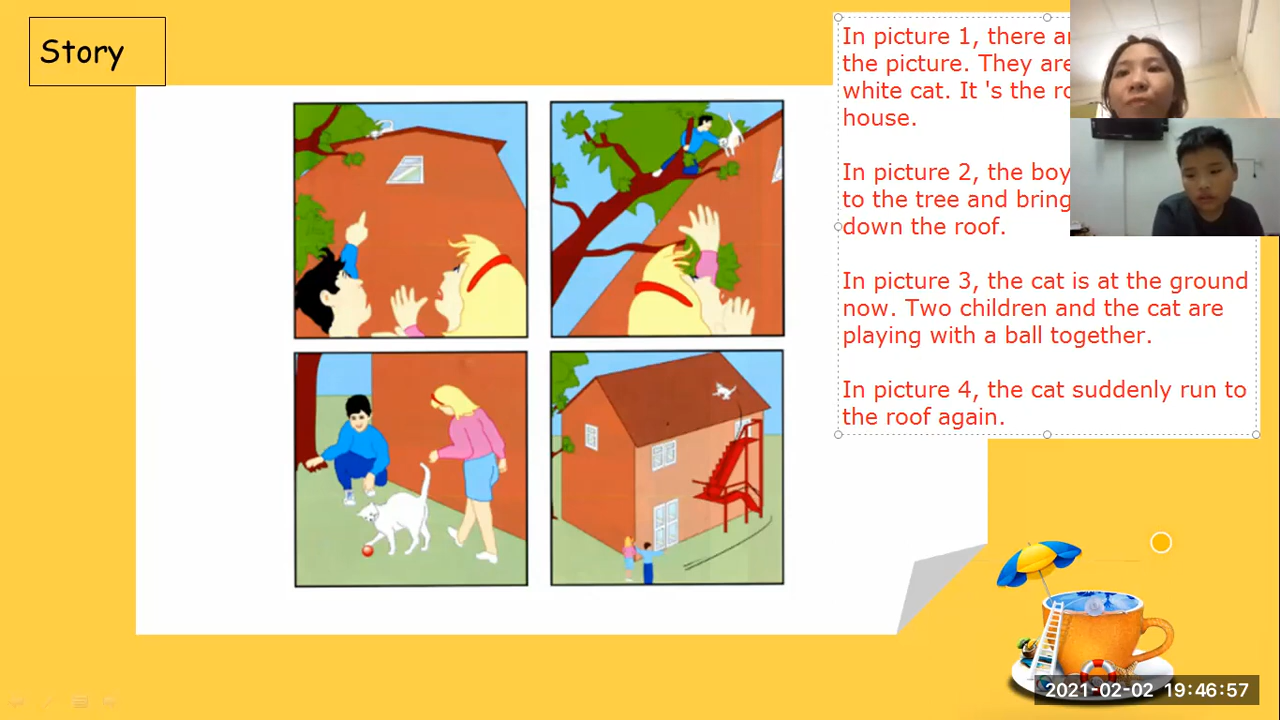 Story
In picture 1, there
the picture. They are
white cat. It 's the
house.
In picture 2, the boy
to the tree and bring
down the roof.
In picture 3, the cat is at the ground
now. Two children and the cat are
playing with a ball together.
In picture 4, the cat suddenly run to
the roof again.
2021-02-02 19:46:57